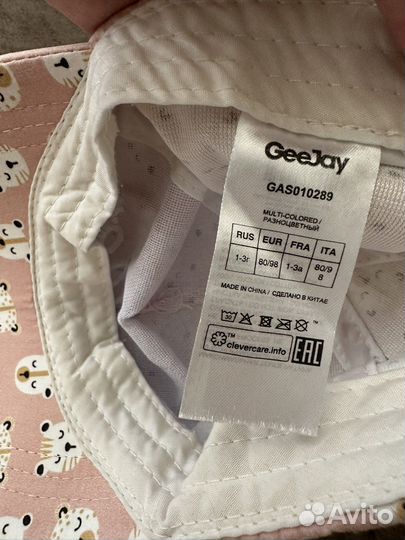 GeeJay
GAS010289
MULTI-COLORED /
РАЗНОЦВЕТНЫЙ
RUS EUR FRA ITA
1-3г 80/98 1-3a 80/9
8
MADE IN CHINA / СДЕЛАНО В КИТАЕ
30
clevercare.info
EAC
Avito